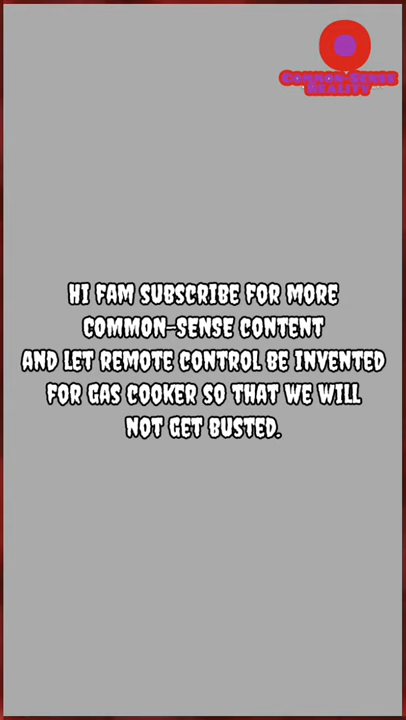 Common-Sense
Reality
HI FAM SUBSCRIBE FOR MORE
COMMON-SENSE CONTENT
AND LET REMOTE CONTROL BE INVENTED
FOR GAS COOKER SO THAT WE WILL
NOT GET BUSTED.